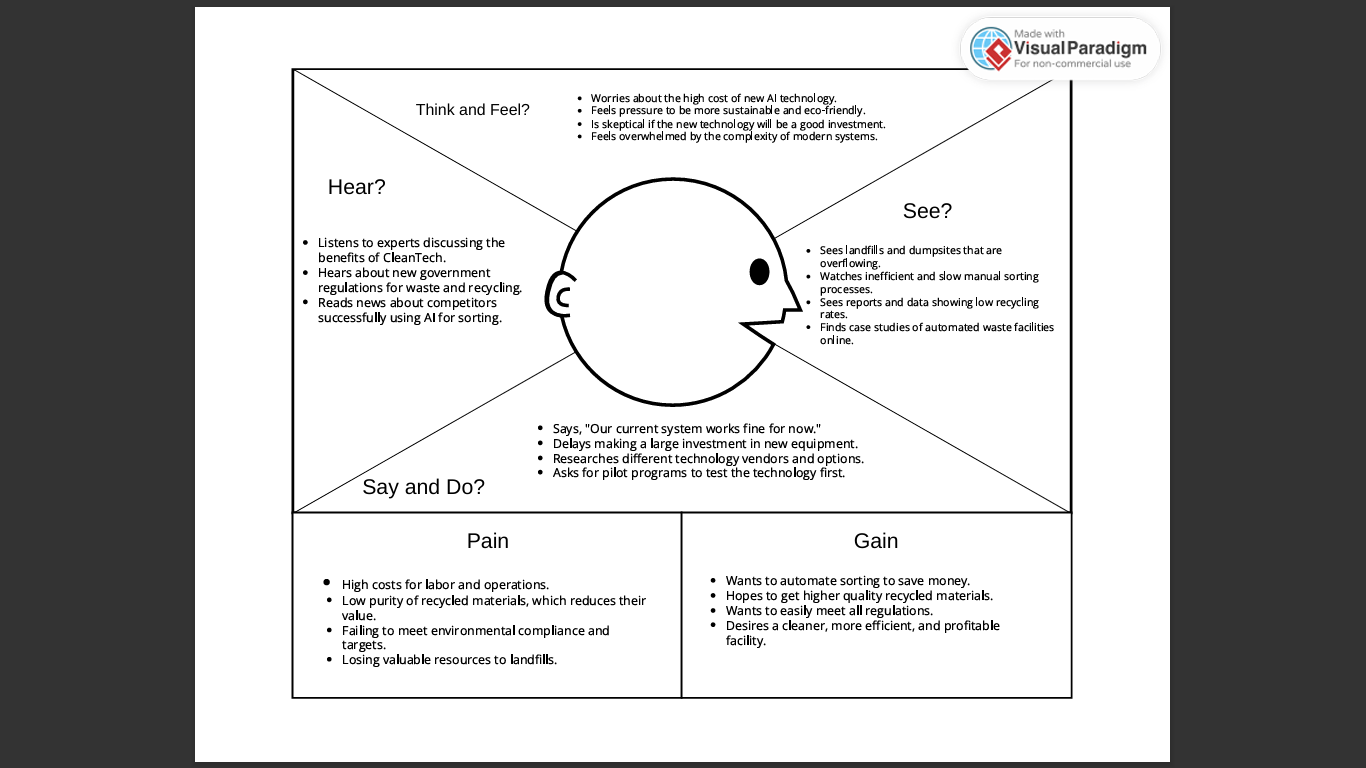 Made with
Visual Paradigm
For non-commercial use
Think and Feel?
• Worries about the high cost of new AI technology.
• Feels pressure to be more sustainable and eco-friendly.
• Is skeptical if the new technology will be a good investment.
• Feels overwhelmed by the complexity of modern systems.
Hear?
• Listens to experts discussing the
benefits of CleanTech.
• Hears about new government
regulations for waste and recycling.
• Reads news about competitors
successfully using AI for sorting.
See?
• Sees landfills and dumpsites that are
overflowing.
• Watches inefficient and slow manual sorting
processes.
• Sees reports and data showing low recycling
rates.
• Finds case studies of automated waste facilities
online.
• Says, "Our current system works fine for now."
• Delays making a large investment in new equipment.
• Researches different technology vendors and options.
• Asks for pilot programs to test the technology first.
Say and Do?
Pain
• High costs for labor and operations.
• Low purity of recycled materials, which reduces their
value.
• Failing to meet environmental compliance and
targets.
• Losing valuable resources to landfills.
Gain
• Wants to automate sorting to save money.
• Hopes to get higher quality recycled materials.
• Wants to easily meet all regulations.
• Desires a cleaner, more efficient, and profitable
facility.